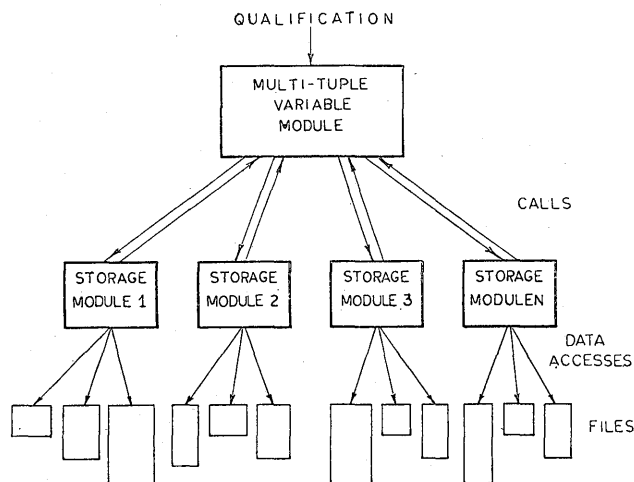 QUALIFICATION
MULTI-TUPLE
VARIABLE
MODULE
CALLS
STORAGE
MODULE 1
STORAGE
MODULE 2
STORAGE
MODULE 3
STORAGE
MODULEN
DATA
ACCESSES
FILES